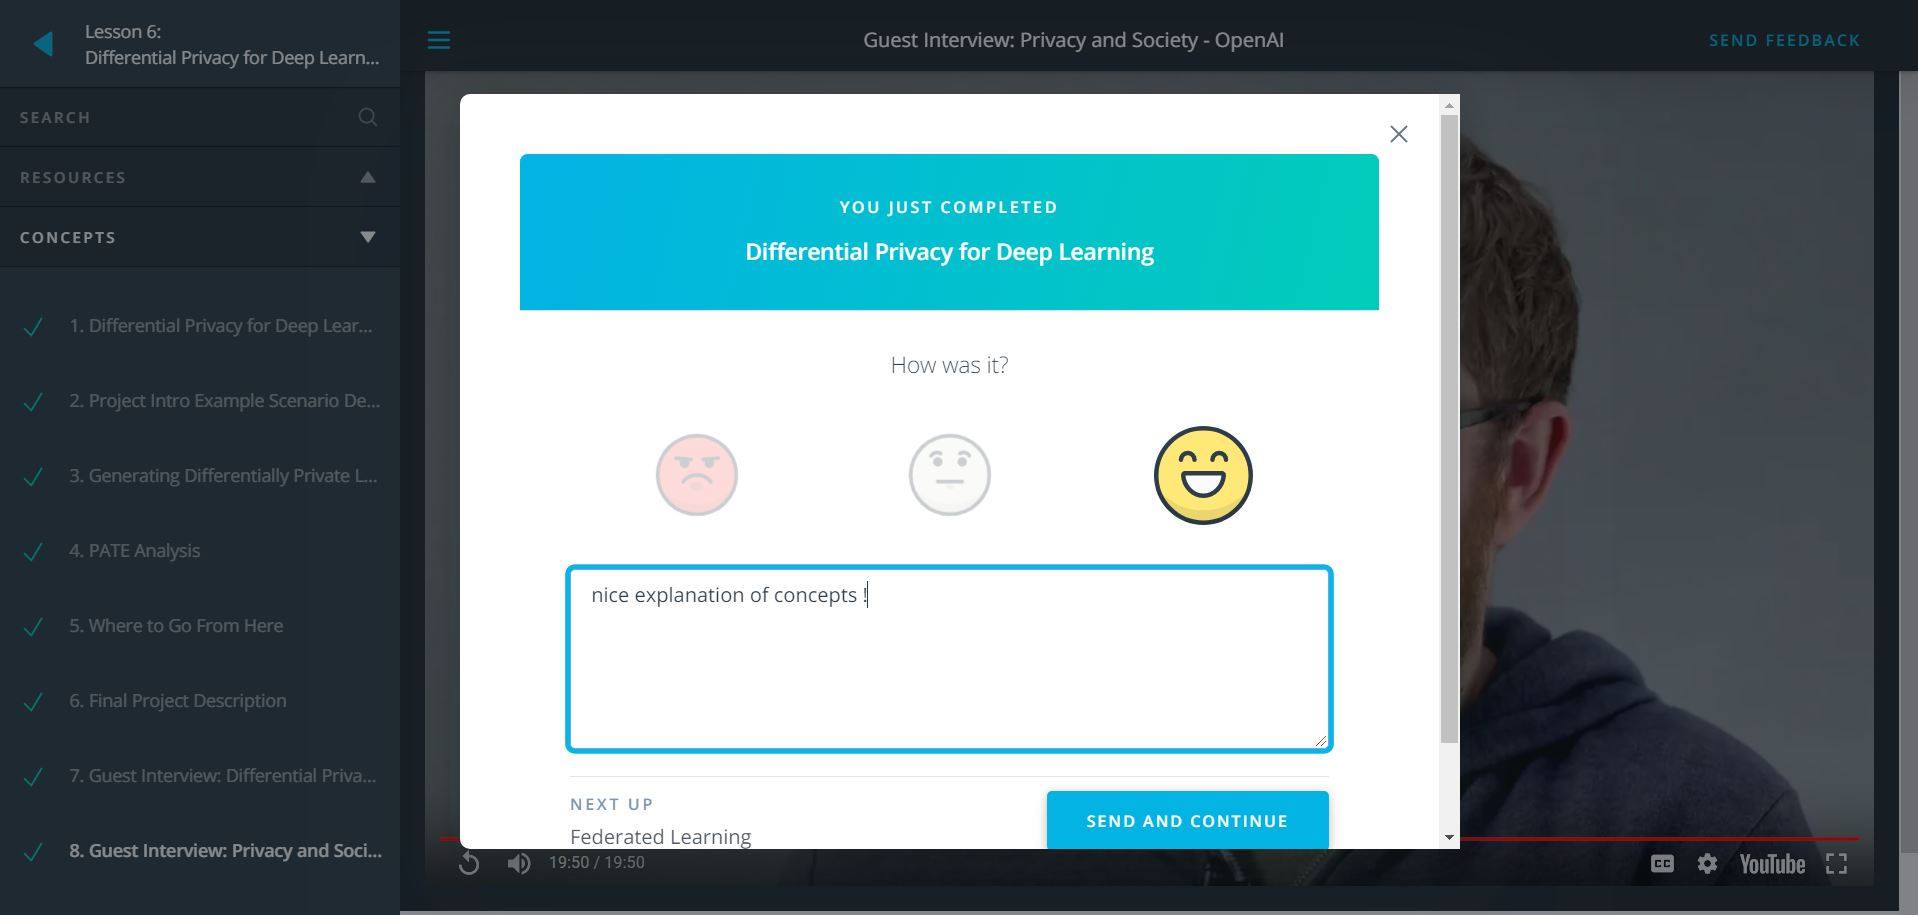 Lesson 6:
Differential Privacy for Deep Learn...
SEARCH
RESOURCES
CONCEPTS
1. Differential Privacy for Deep Lear...
2. Project Intro Example Scenario De...
3. Generating Differentially Private L...
4. PATE Analysis
5. Where to Go From Here
6. Final Project Description
7. Guest Interview: Differential Priva...
8. Guest Interview: Privacy and Soci...
Guest Interview: Privacy and Society - OpenAI
SEND FEEDBACK
YOU JUST COMPLETED
Differential Privacy for Deep Learning
How was it?
nice explanation of concepts !
NEXT UP
Federated Learning
SEND AND CONTINUE
19:50 / 19:50
CC
YouTube